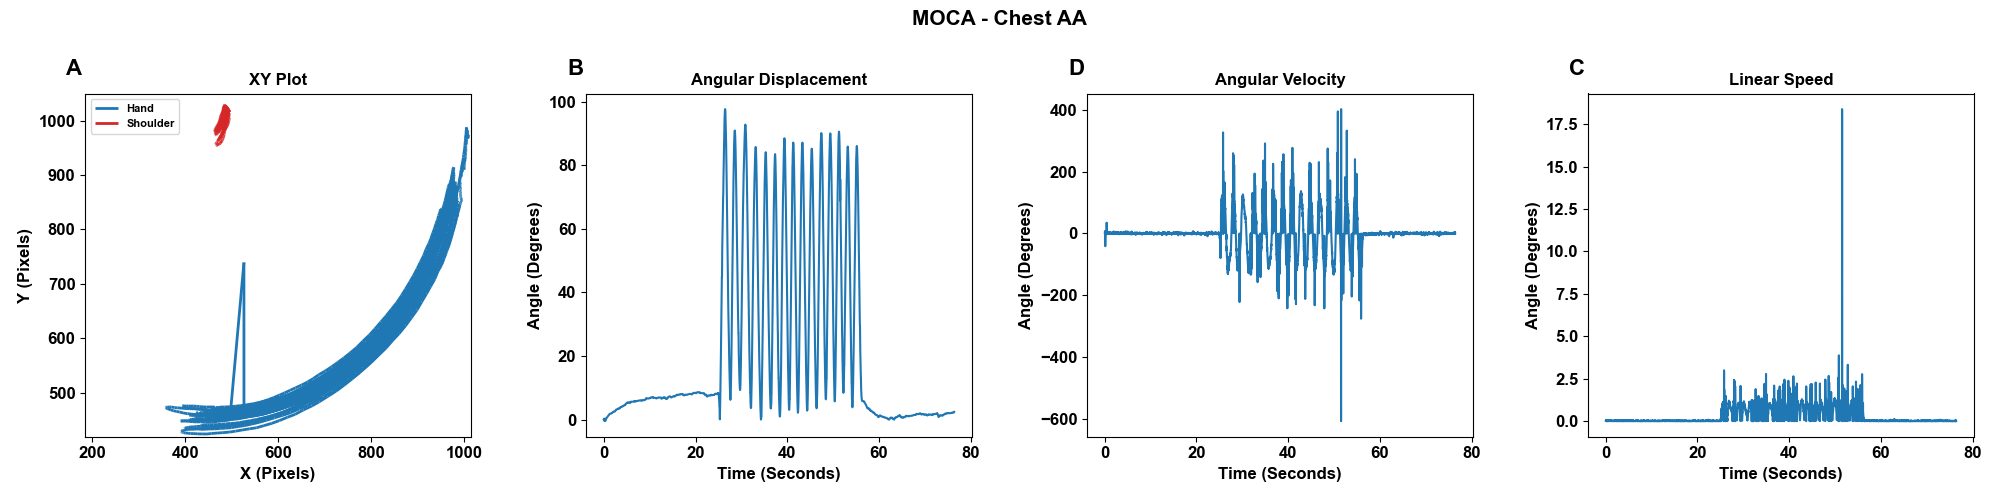 MOCA - Chest AA
A
XY Plot
Hand
Shoulder
1000
900
800
700
600
500
200
400
600
800
1000
Y (Pixels)
X (Pixels)
B
Angular Displacement
100
80
60
40
20
0
0
20
40
60
80
Angle (Degrees)
Time (Seconds)
D
Angular Velocity
400
200
0
−200
−400
−600
0
20
40
60
80
Angle (Degrees)
Time (Seconds)
C
Linear Speed
17.5
15.0
12.5
10.0
7.5
5.0
2.5
0.0
0
20
40
60
80
Angle (Degrees)
Time (Seconds)